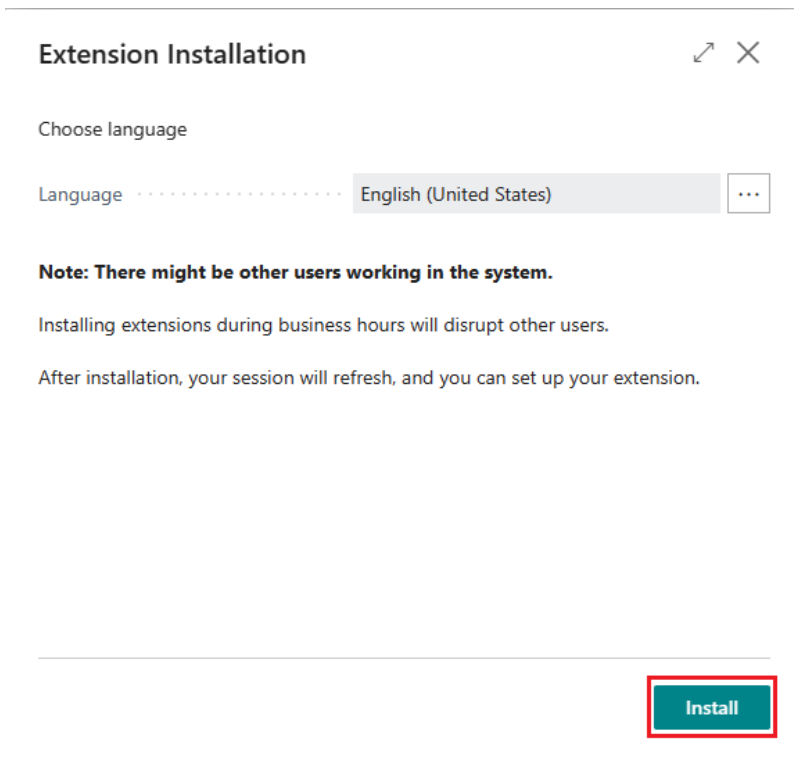 Extension Installation
Choose language
Language
English (United States)
Note: There might be other users working in the system.
Installing extensions during business hours will disrupt other users.
After installation, your session will refresh, and you can set up your extension.
Install